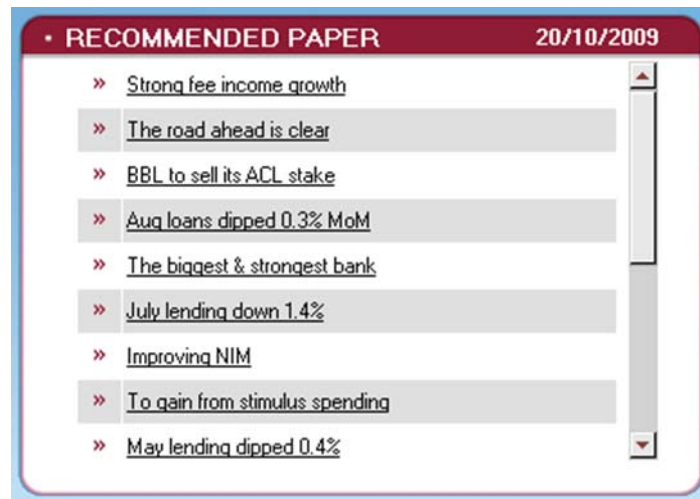 · RECOMMENDED PAPER 20/10/2009
» Strong fee income growth
» The road ahead is clear
» BBL to sell its ACL stake
» Aug loans dipped 0.3% MoM
» The biggest & strongest bank
» July lending down 1.4%
» Improving NIM
» To gain from stimulus spending
» May lending dipped 0.4%